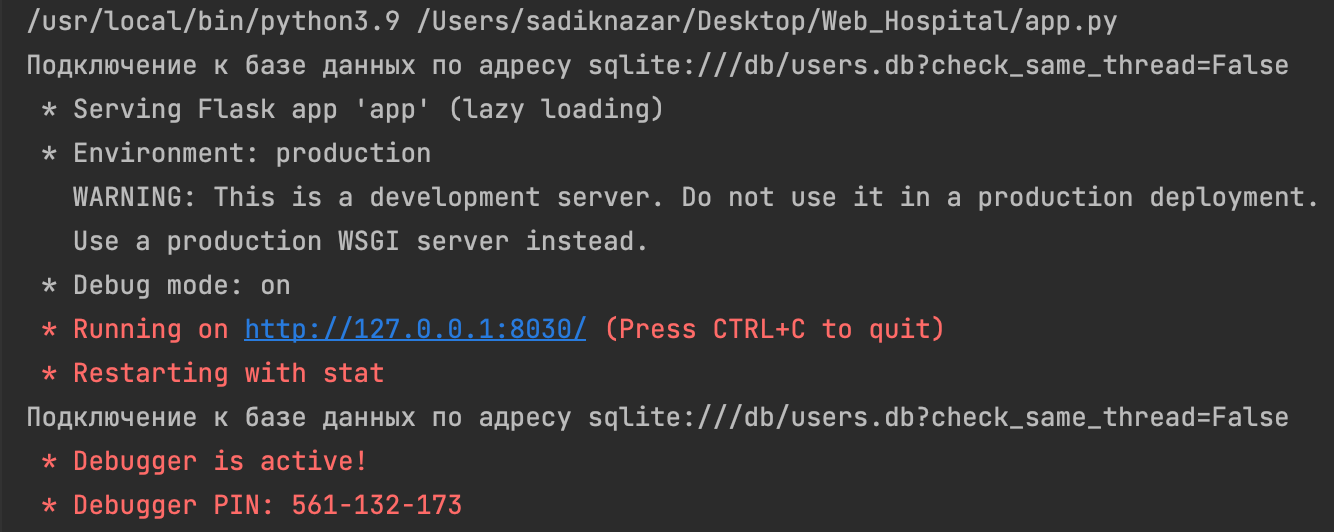 /usr/local/bin/python3.9 /Users/sadiknazar/Desktop/Web_Hospital/app.py
Подключение к базе данных по адресу sqlite:///db/users.db?check_same_thread=False
* Serving Flask app 'app' (lazy loading)
* Environment: production
WARNING: This is a development server. Do not use it in a production deployment.
Use a production WSGI server instead.
* Debug mode: on
* Running on http://127.0.0.1:8030/ (Press CTRL+C to quit)
* Restarting with stat
Подключение к базе данных по адресу sqlite:///db/users.db?check_same_thread=False
* Debugger is active!
* Debugger PIN: 561-132-173